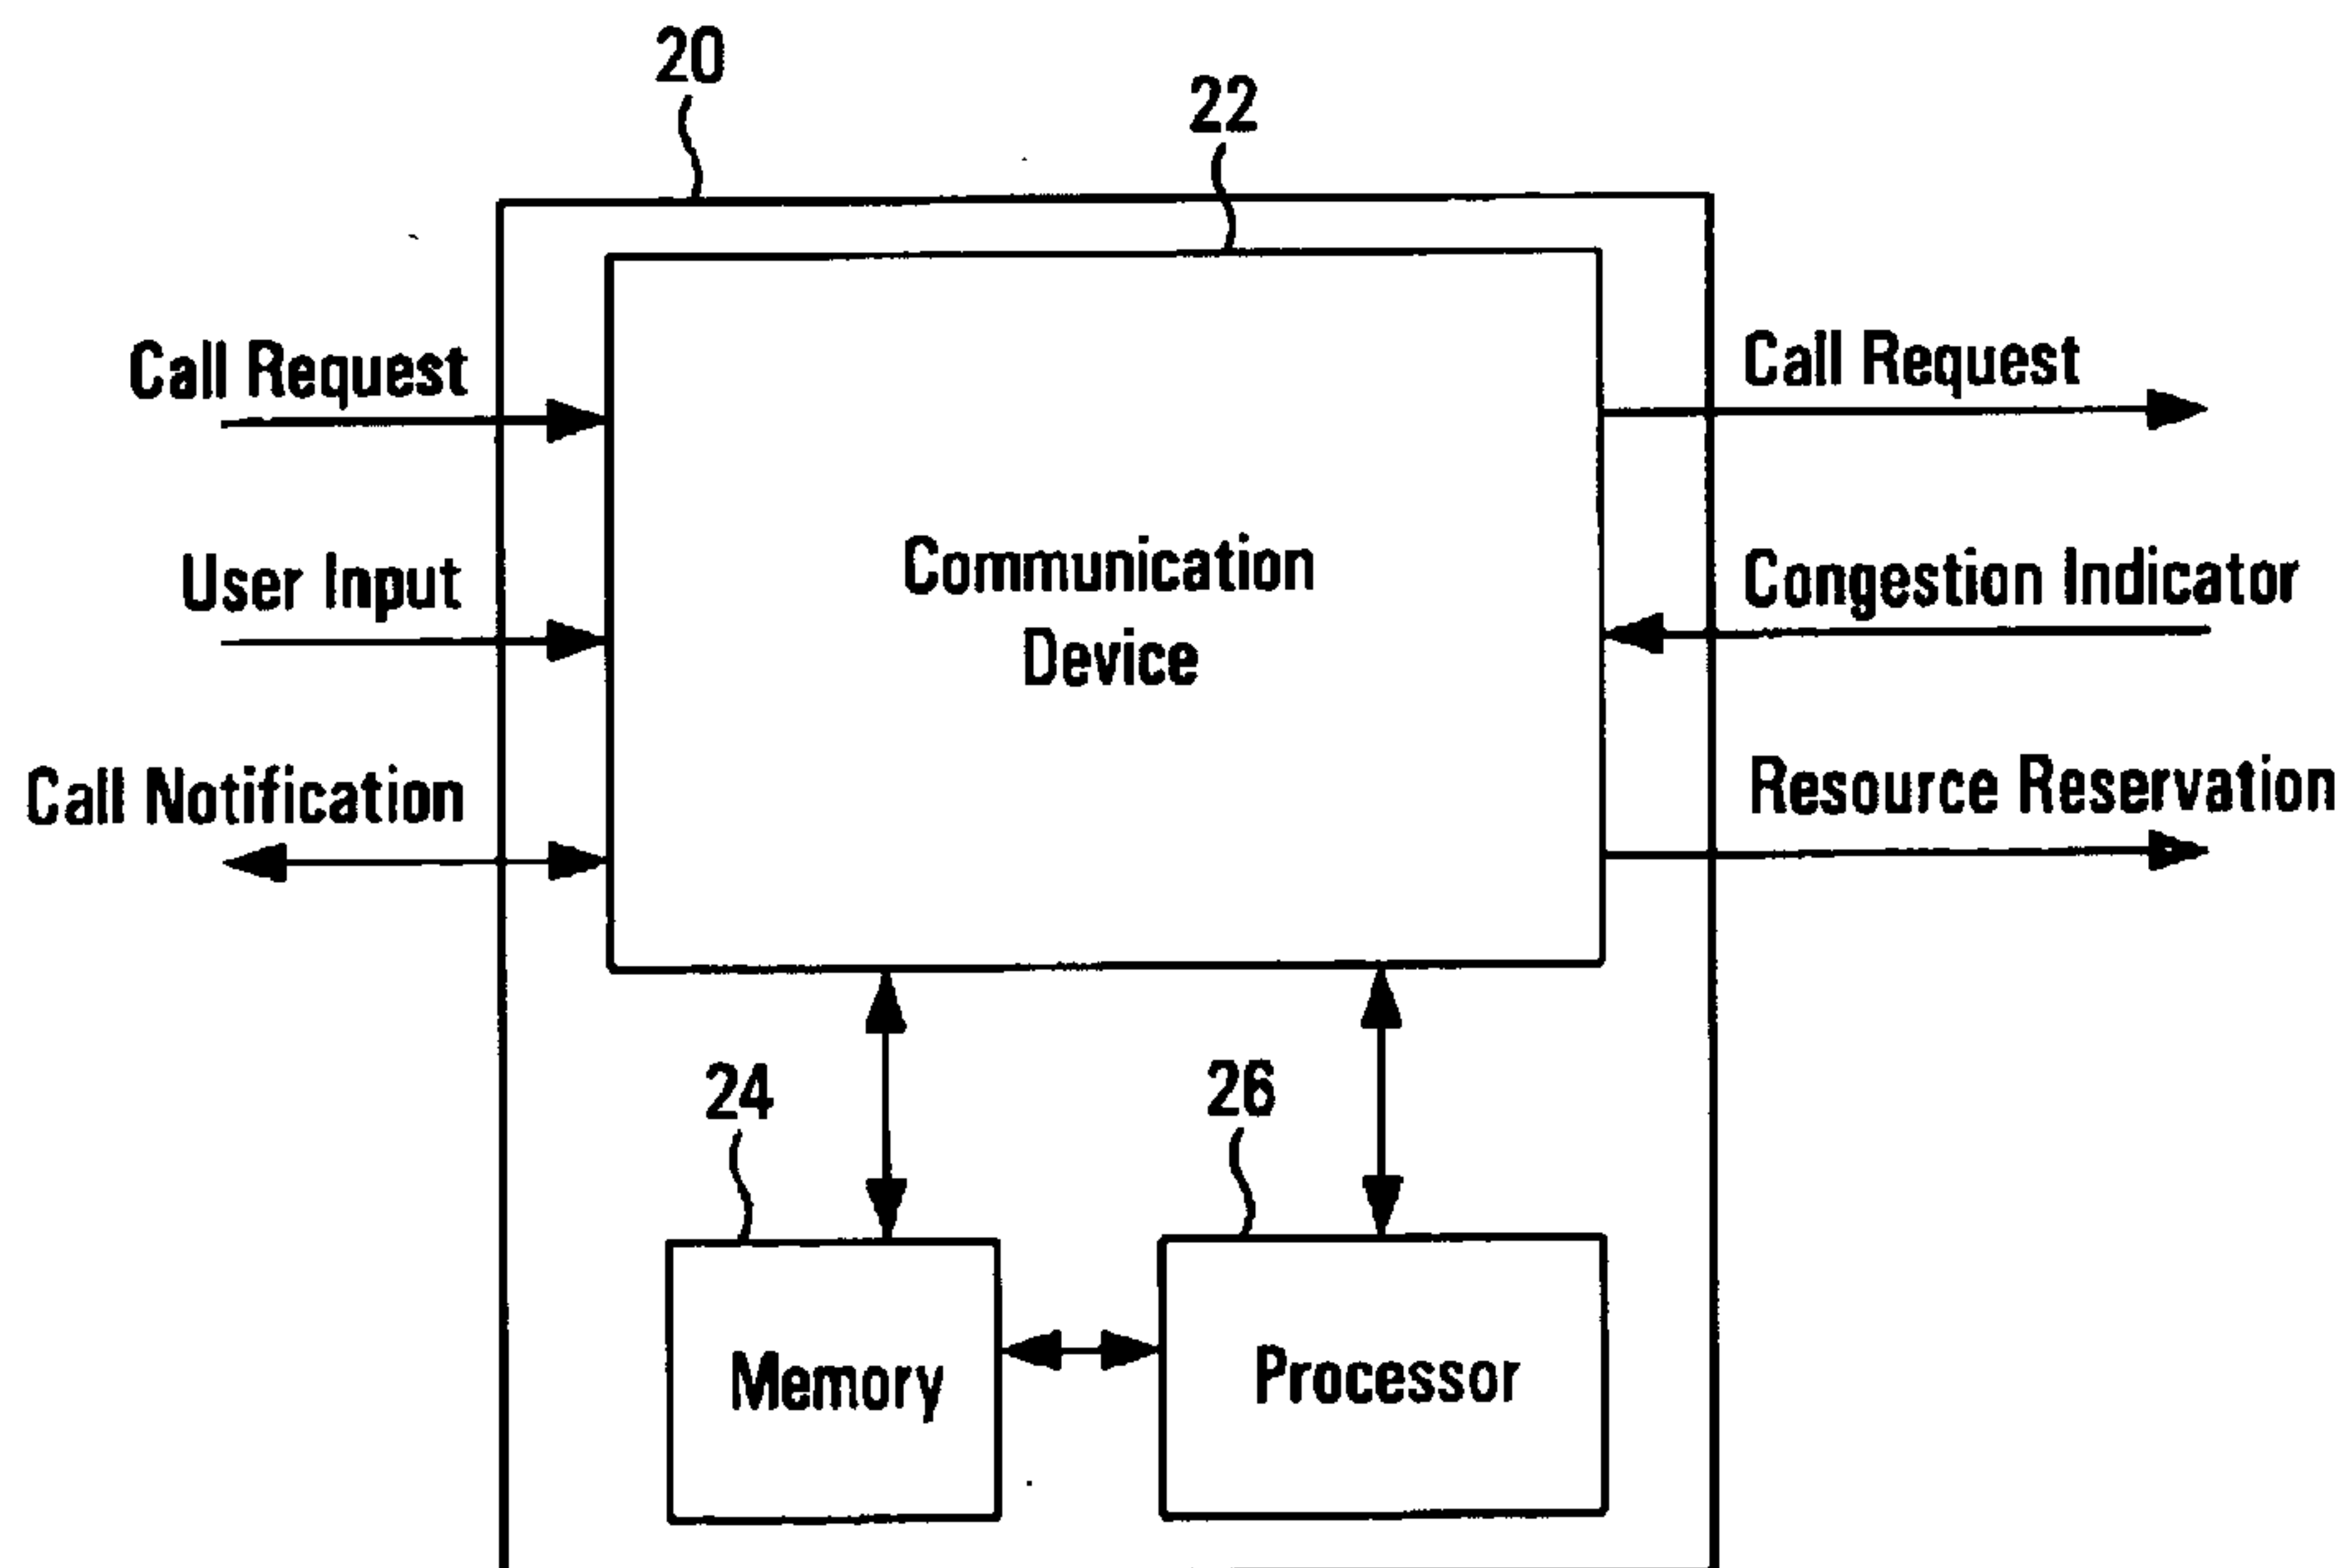 20
22
Call Request
Call Request
User Input
Communication
Device
Congestion Indicator
Call Notification
Resource Reservation
24
26
Memory
Processor